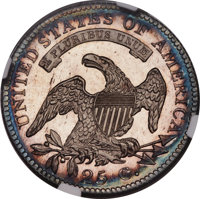 UNITED STATES OF AMERICA
E PLURIBUS UNUM
25 C.